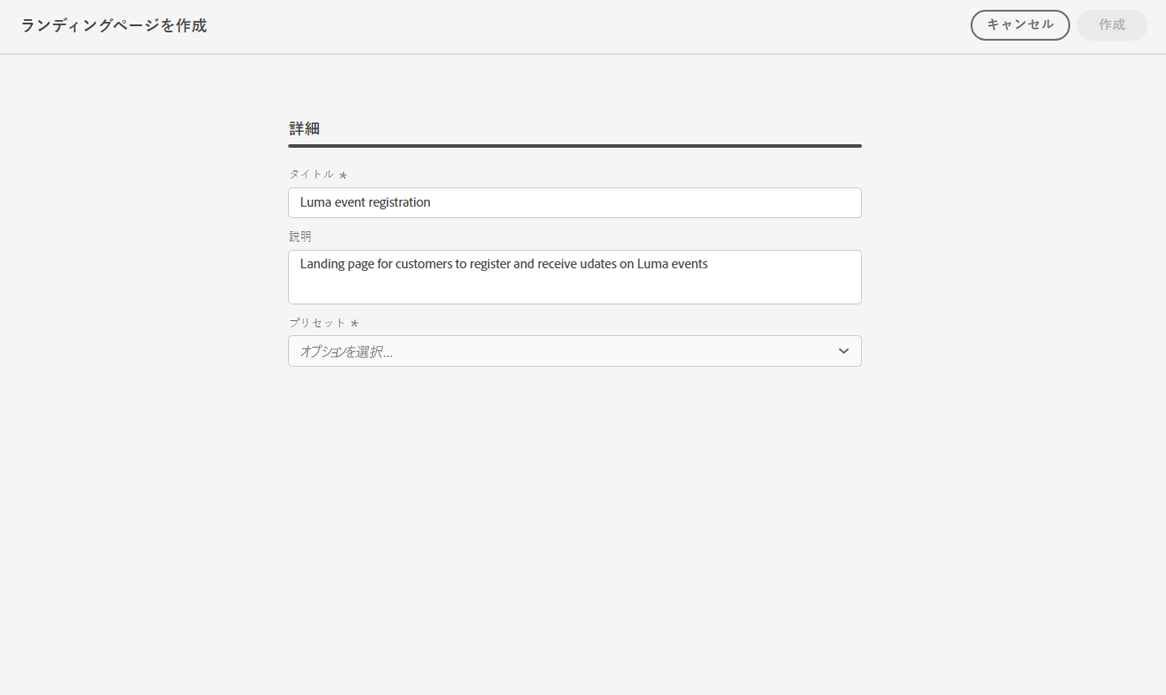 ランディングページを作成
キャンセル
作成
詳細
タイトル *
Luma event registration
説明
Landing page for customers to register and receive udates on Luma events
プリセット *
オプションを選択...